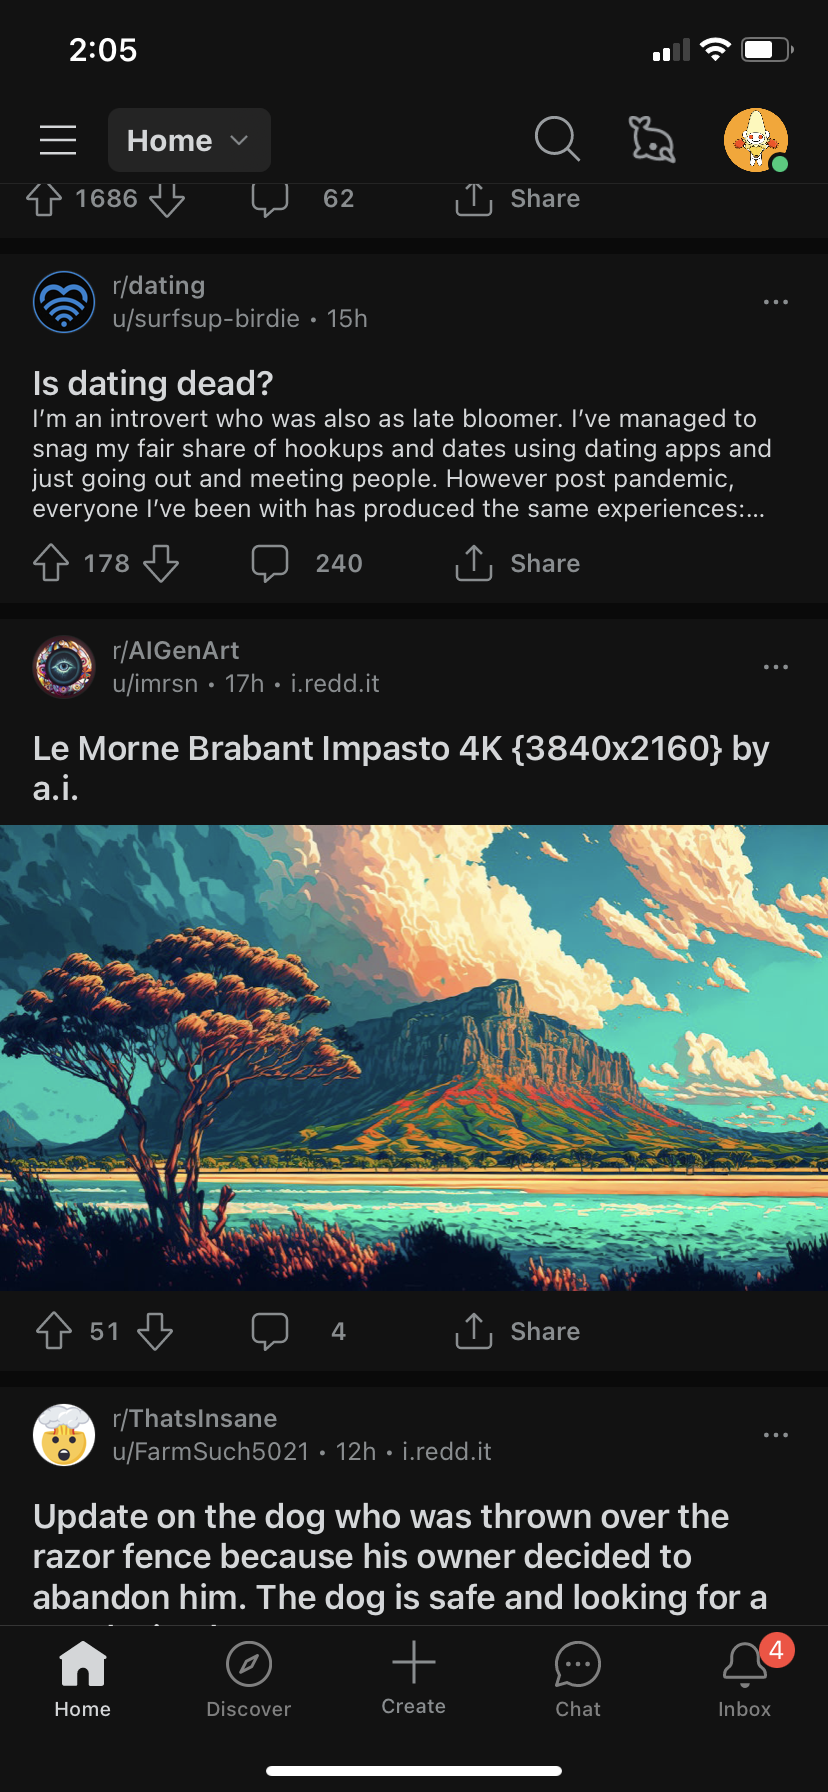 2:05
Home
1686
62
Share
r/dating
u/surfsup-birdie • 15h
Is dating dead?
I’m an introvert who was also as late bloomer. I’ve managed to
snag my fair share of hookups and dates using dating apps and
just going out and meeting people. However post pandemic,
everyone I’ve been with has produced the same experiences:...
178
240
Share
r/AIGenArt
u/imrsn • 17h • i.redd.it
Le Morne Brabant Impasto 4K {3840x2160} by
a.i.
51
4
Share
r/ThatsInsane
u/FarmSuch5021 • 12h • i.redd.it
Update on the dog who was thrown over the
razor fence because his owner decided to
abandon him. The dog is safe and looking for a
Home
Discover
Create
Chat
4
Inbox